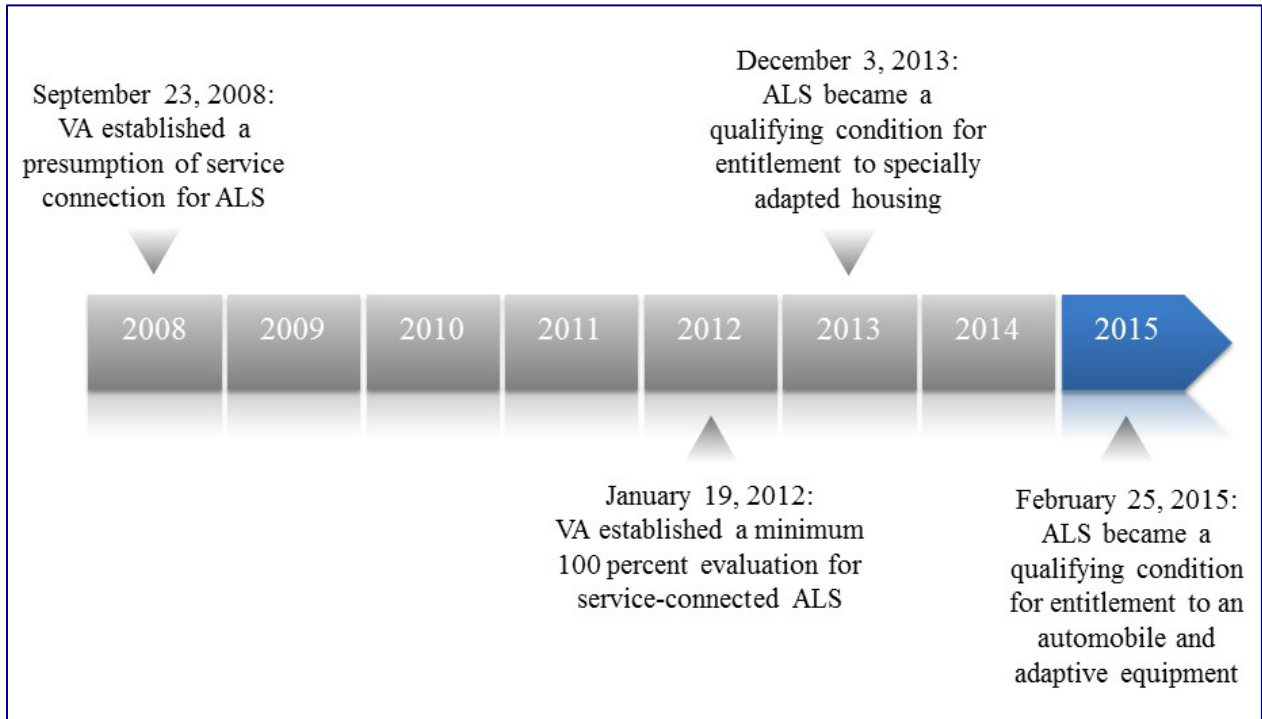 September 23, 2008:
VA established a
presumption of service
connection for ALS
December 3, 2013:
ALS became a
qualifying condition for
entitlement to specially
adapted housing
2008
2009
2010
2011
2012
2013
2014
2015
January 19, 2012:
VA established a minimum
100 percent evaluation for
service-connected ALS
February 25, 2015:
ALS became a
qualifying condition
for entitlement to an
automobile and
adaptive equipment